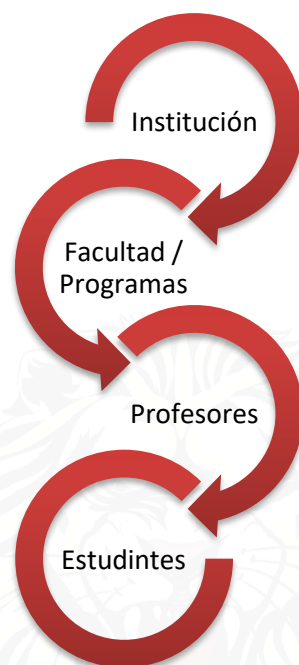 Institución
Facultad /
Programas
Profesores
Estudintes